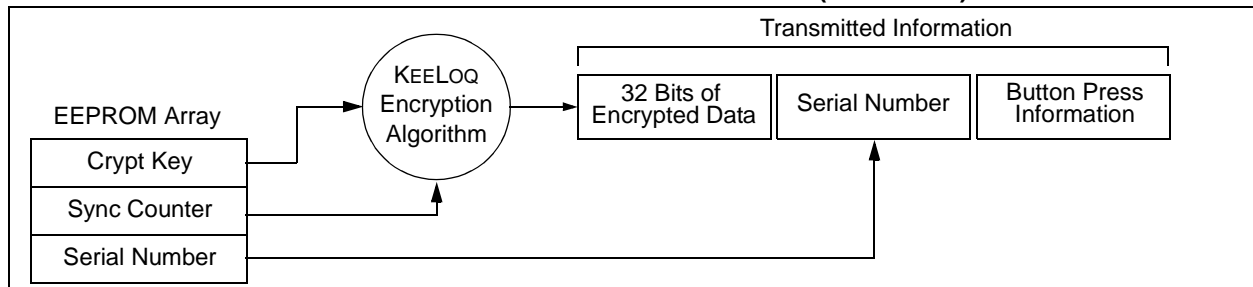 Transmitted Information
KEELOQ
Encryption
Algorithm
32 Bits of
Encrypted Data
Serial Number
Button Press
Information
EEPROM Array
Crypt Key
Sync Counter
Serial Number